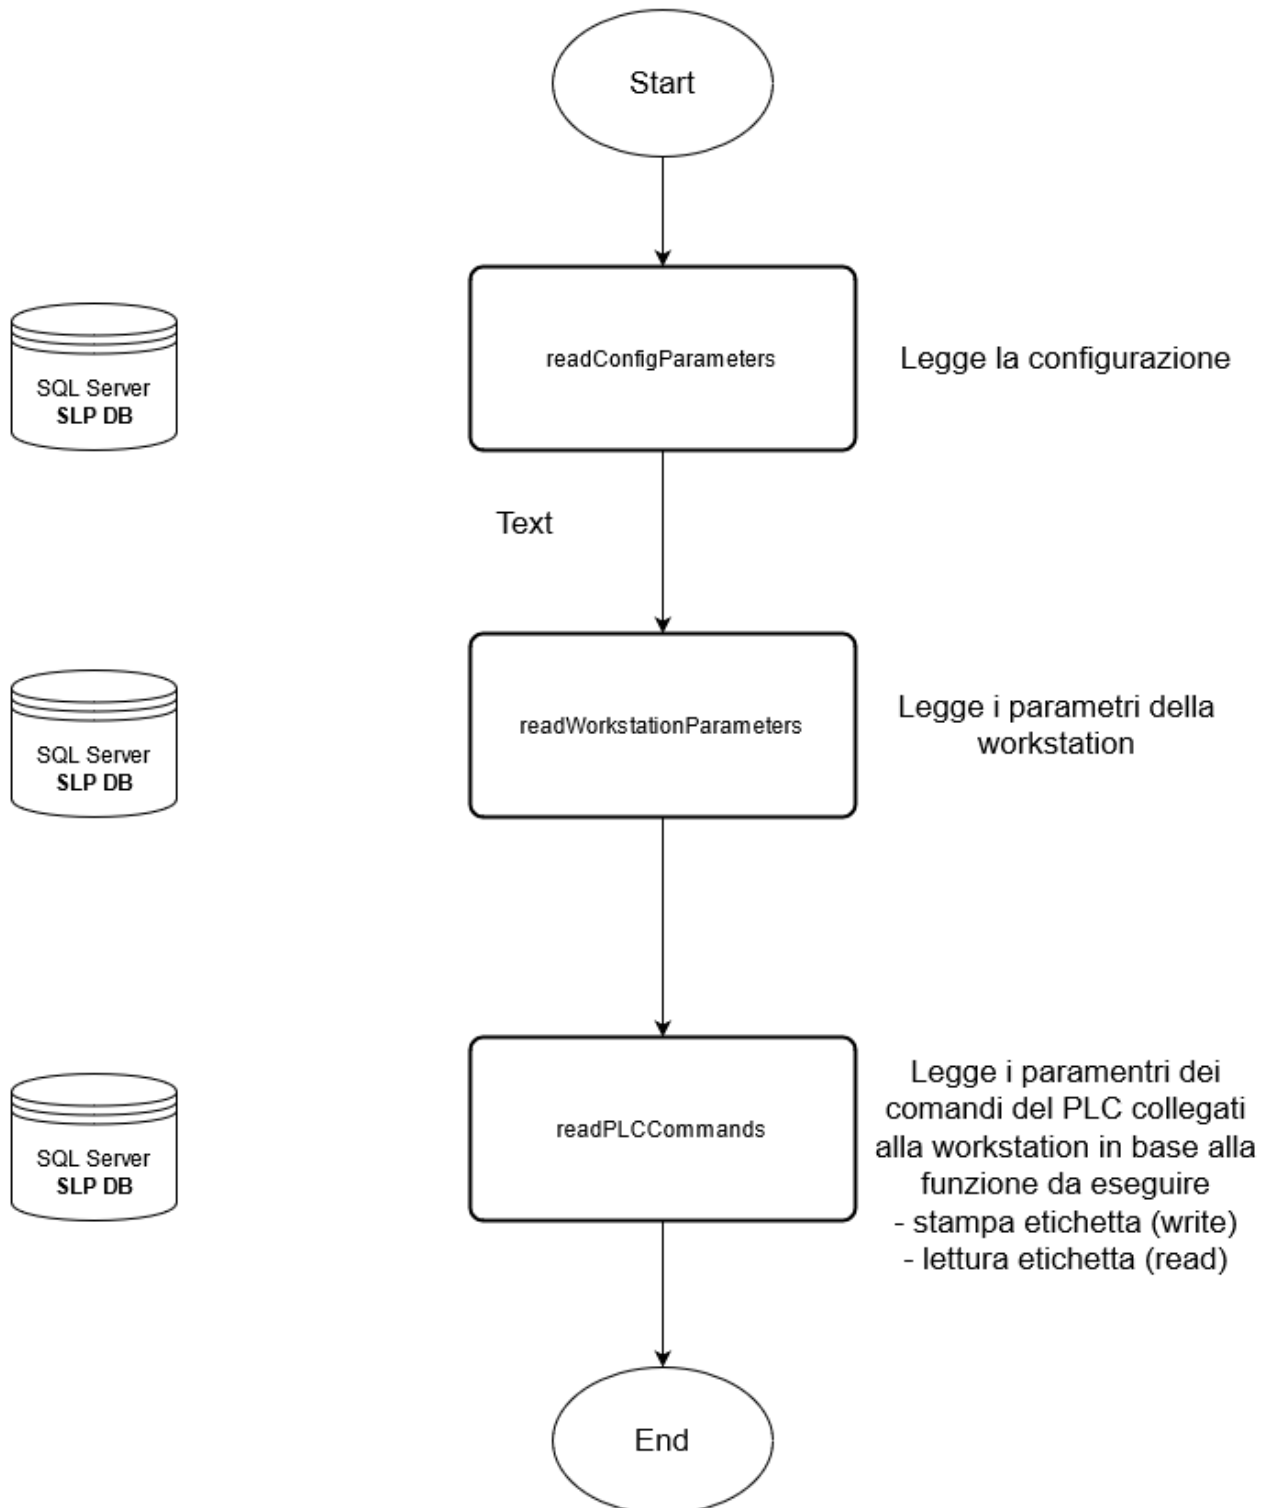 Start
SQL Server
SLP DB
readConfigParameters
Legge la configurazione
Text
SQL Server
SLP DB
readWorkstationParameters
Legge i parametri della
workstation
SQL Server
SLP DB
readPLCCommands
Legge i paramentri dei
comandi del PLC collegati
alla workstation in base alla
funzione da eseguire
- stampa etichetta (write)
- lettura etichetta (read)
End